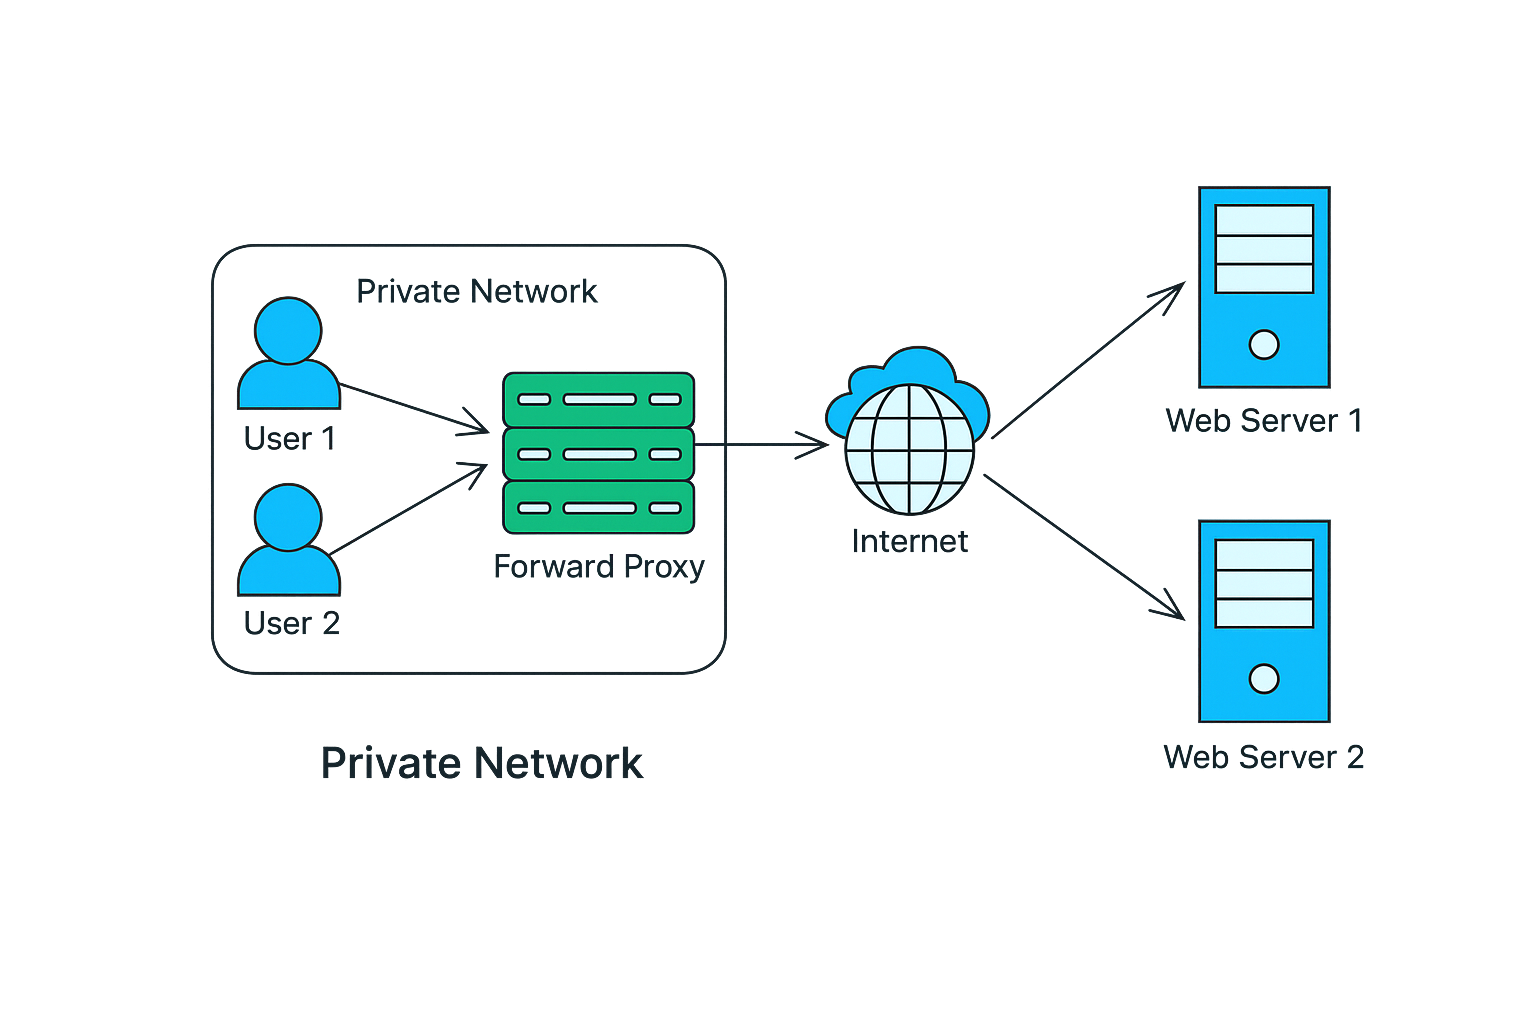 Private Network
User 1
User 2
Forward Proxy
Private Network
Internet
Web Server 1
Web Server 2